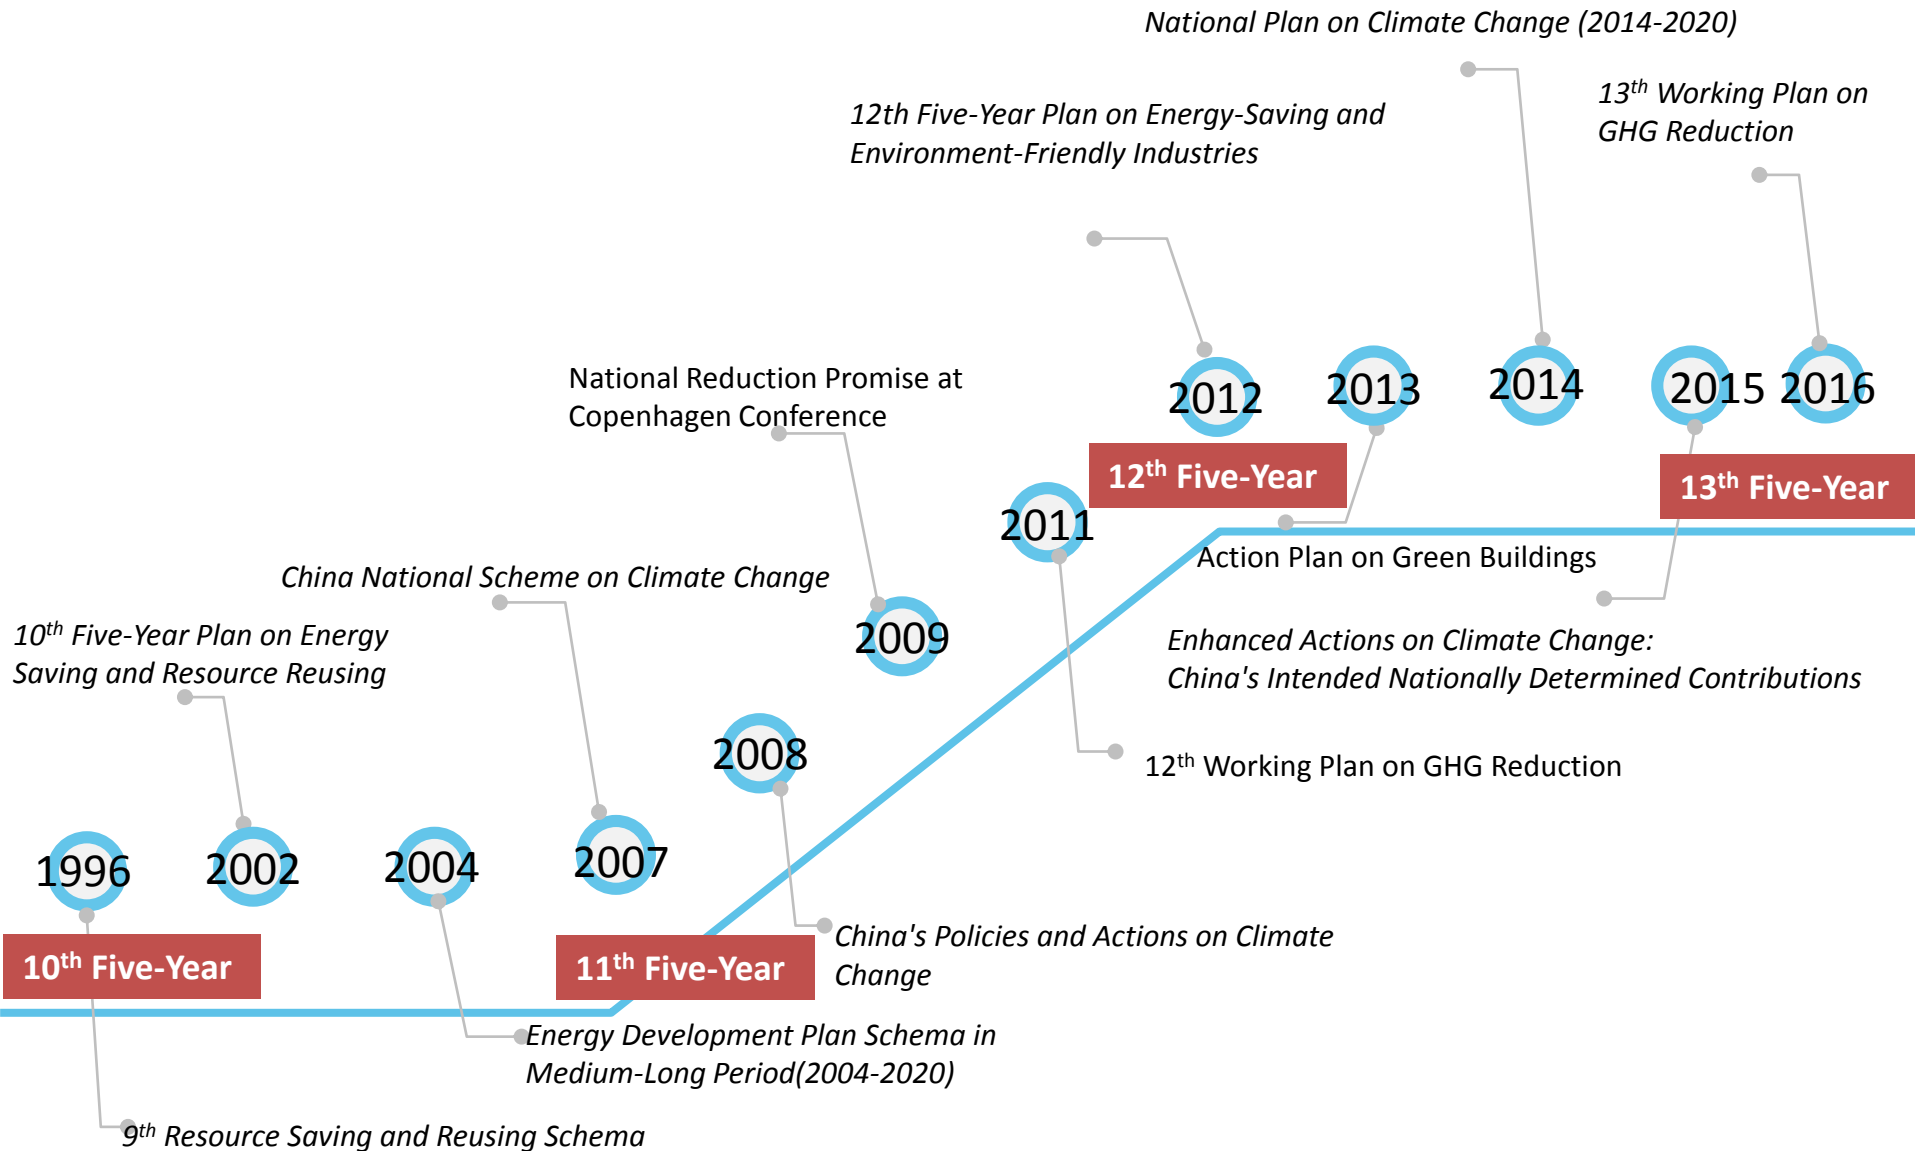 National Plan on Climate Change (2014-2020)
12th Five-Year Plan on Energy-Saving and
Environment-Friendly Industries
13th Working Plan on
GHG Reduction
National Reduction Promise at
Copenhagen Conference
2012
2013
2014
2015
2016
12th Five-Year
13th Five-Year
2011
Action Plan on Green Buildings
China National Scheme on Climate Change
10th Five-Year Plan on Energy
Saving and Resource Reusing
2009
Enhanced Actions on Climate Change:
China's Intended Nationally Determined Contributions
2008
12th Working Plan on GHG Reduction
1996
2002
2004
2007
China's Policies and Actions on Climate
Change
10th Five-Year
11th Five-Year
Energy Development Plan Schema in
Medium-Long Period(2004-2020)
9th Resource Saving and Reusing Schema